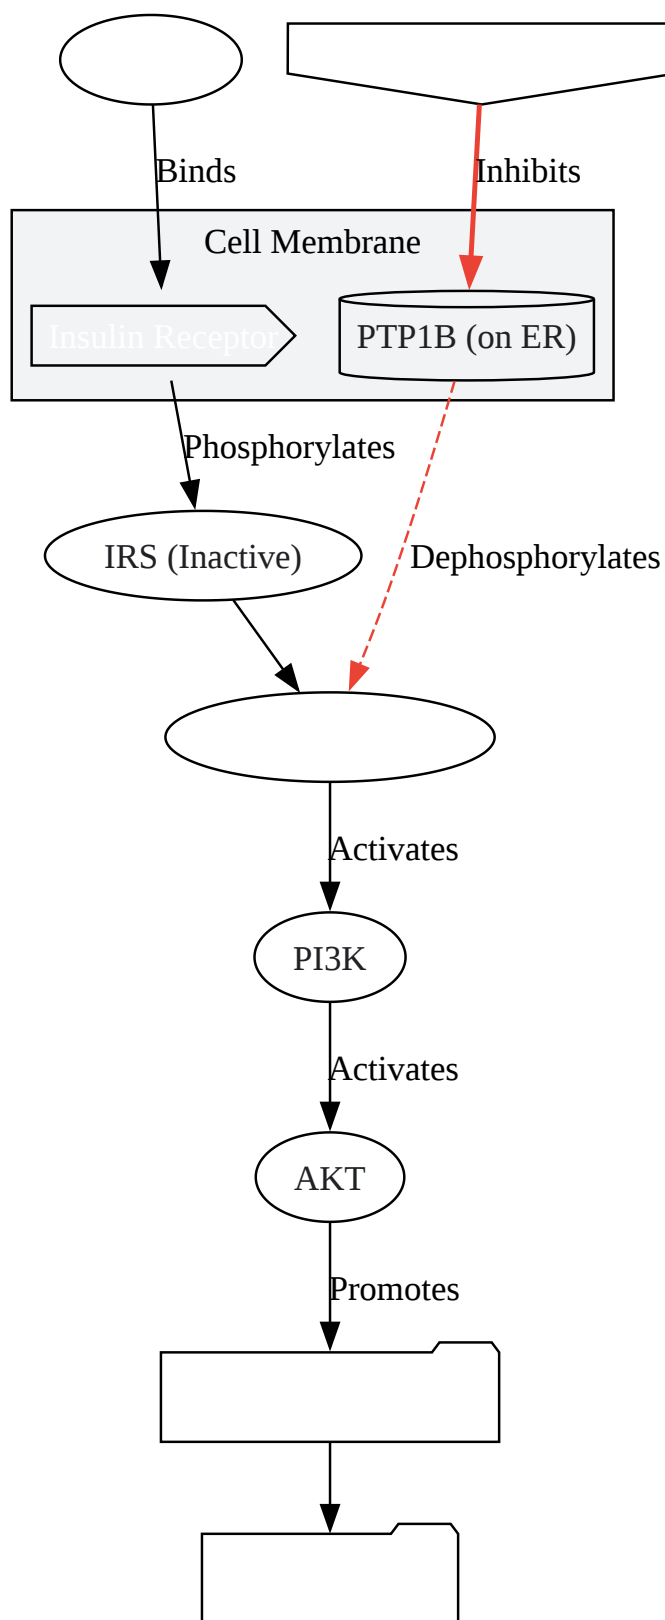 Binds
Inhibits
Cell Membrane
Insulin Receptor
PTP1B (on ER)
Phosphorylates
IRS (Inactive)
Dephosphorylates
Activates
PI3K
Activates
AKT
Promotes